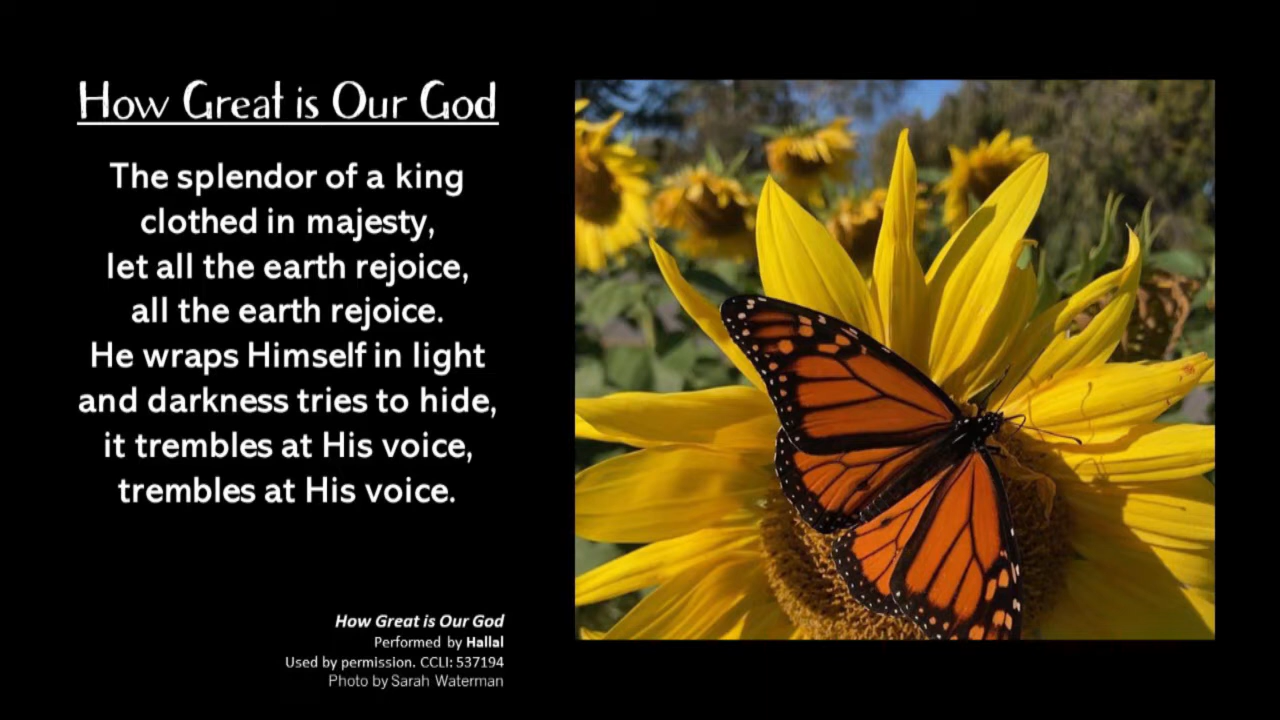 How Great is Our God
The splendor of a king
clothed in majesty,
let all the earth rejoice,
all the earth rejoice.
He wraps Himself in light
and darkness tries to hide,
it trembles at His voice,
trembles at His voice.
How Great is Our God
Performed by Hallal
Used by permission. CCLI: 537194
Photo by Sarah Waterman